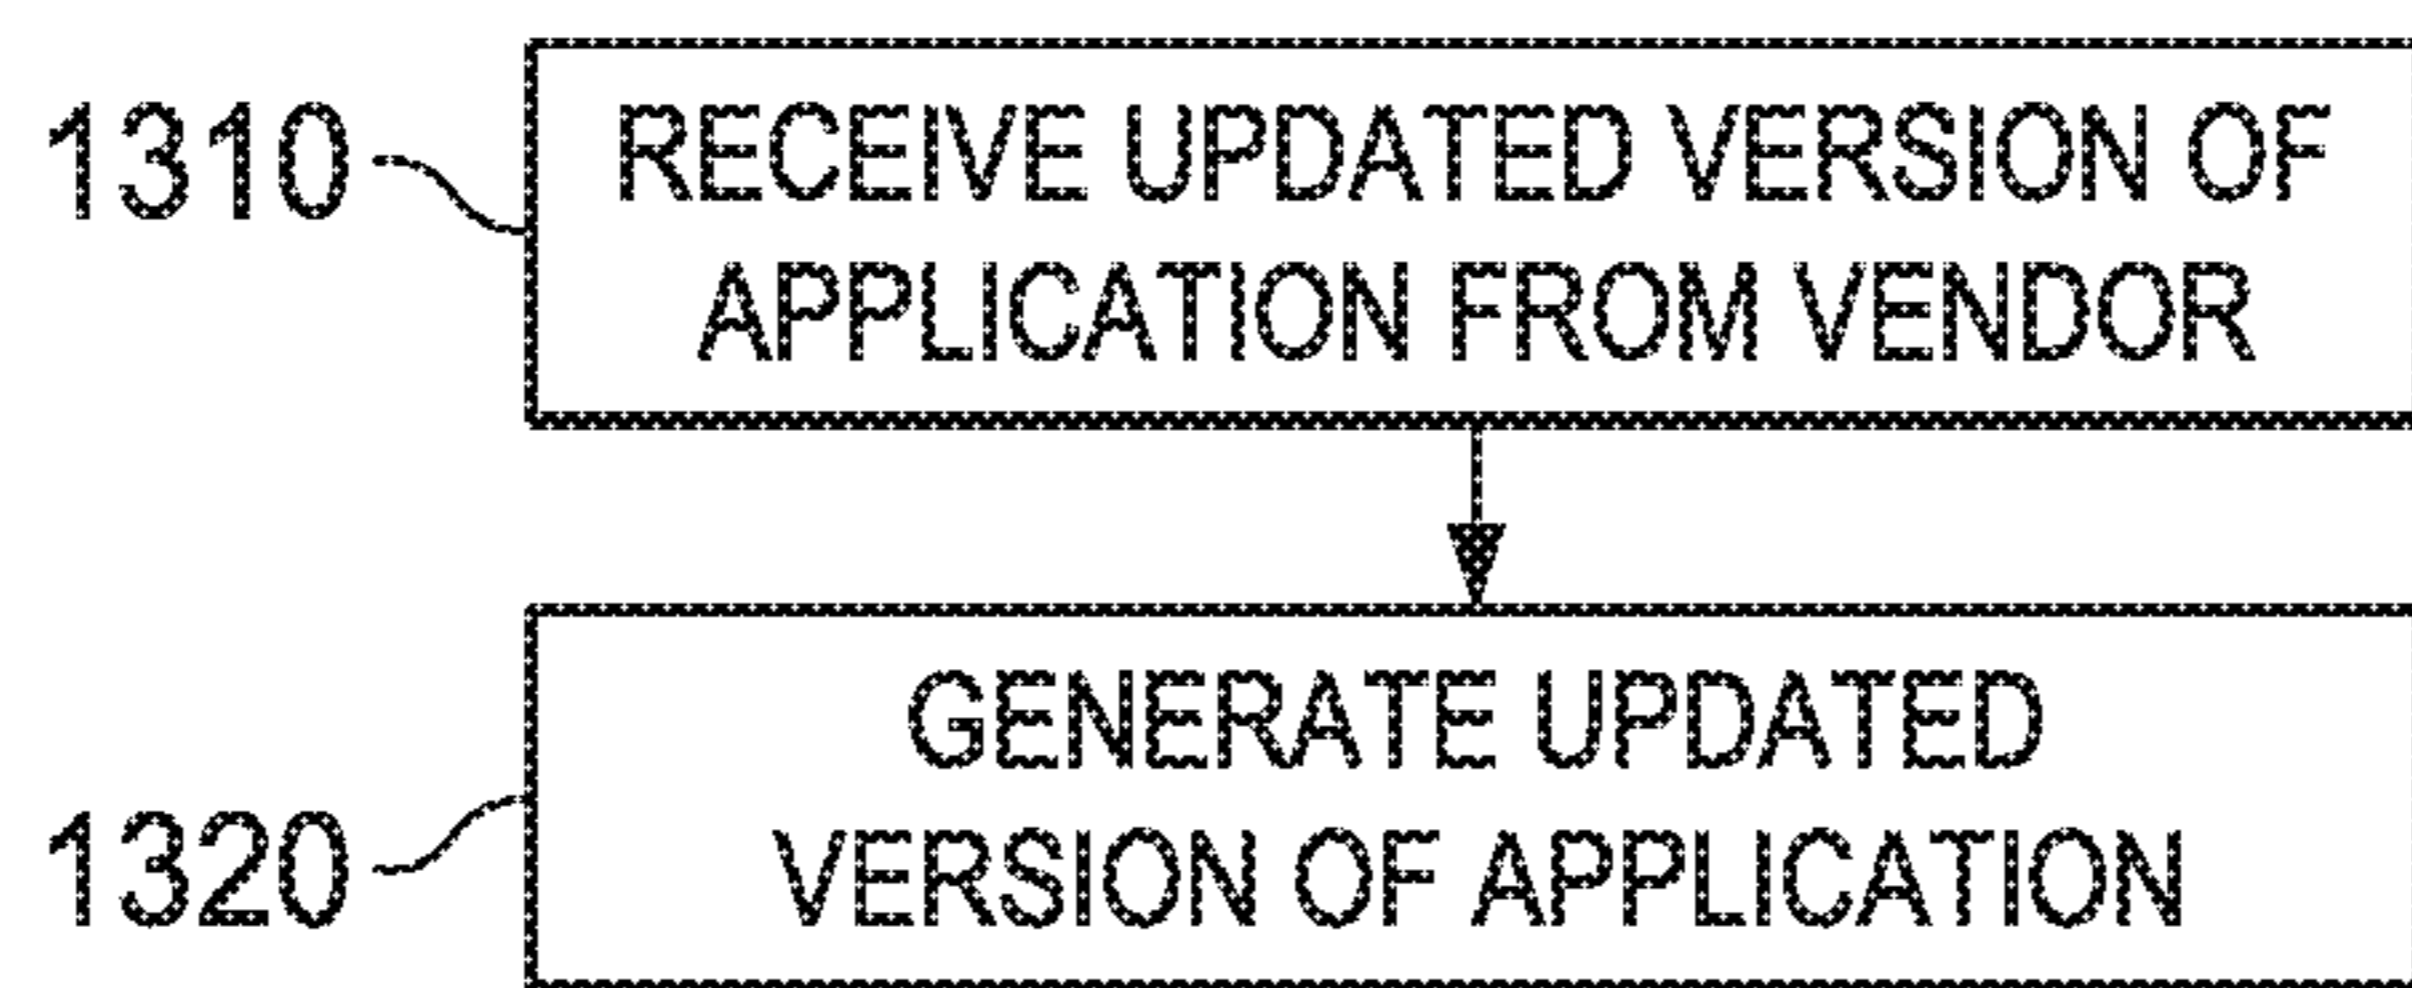 1310
RECEIVE UPDATED VERSION OF
APPLICATION FROM VENDOR
1320
GENERATE UPDATED
VERSION OF APPLICATION